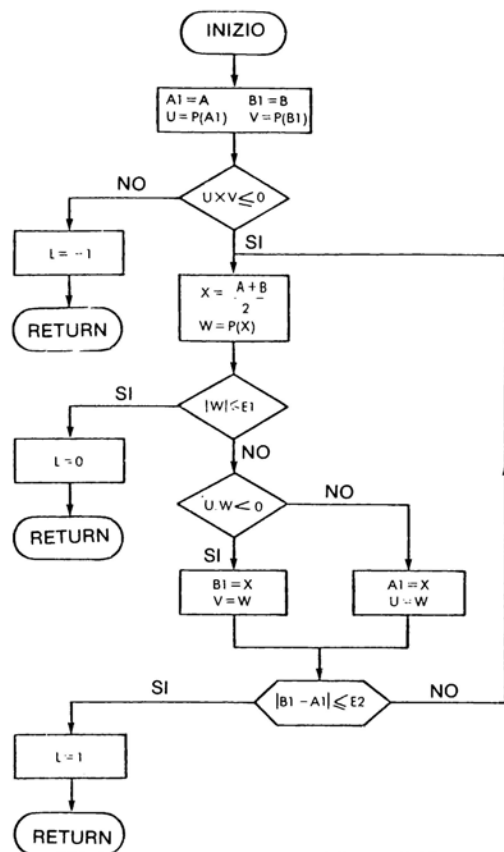 INIZIO
A1 = A B1 = B
U = P(A1) V = P(B1)
U × V ≤ 0
NO
SI
L = -1
RETURN
X = A + B
2
W = P(X)
|W| ≤ E1
SI
NO
L = 0
RETURN
U.W < 0
NO
SI
B1 = X
V = W
A1 = X
U = W
|B1 - A1| ≤ E2
SI
NO
L = 1
RETURN